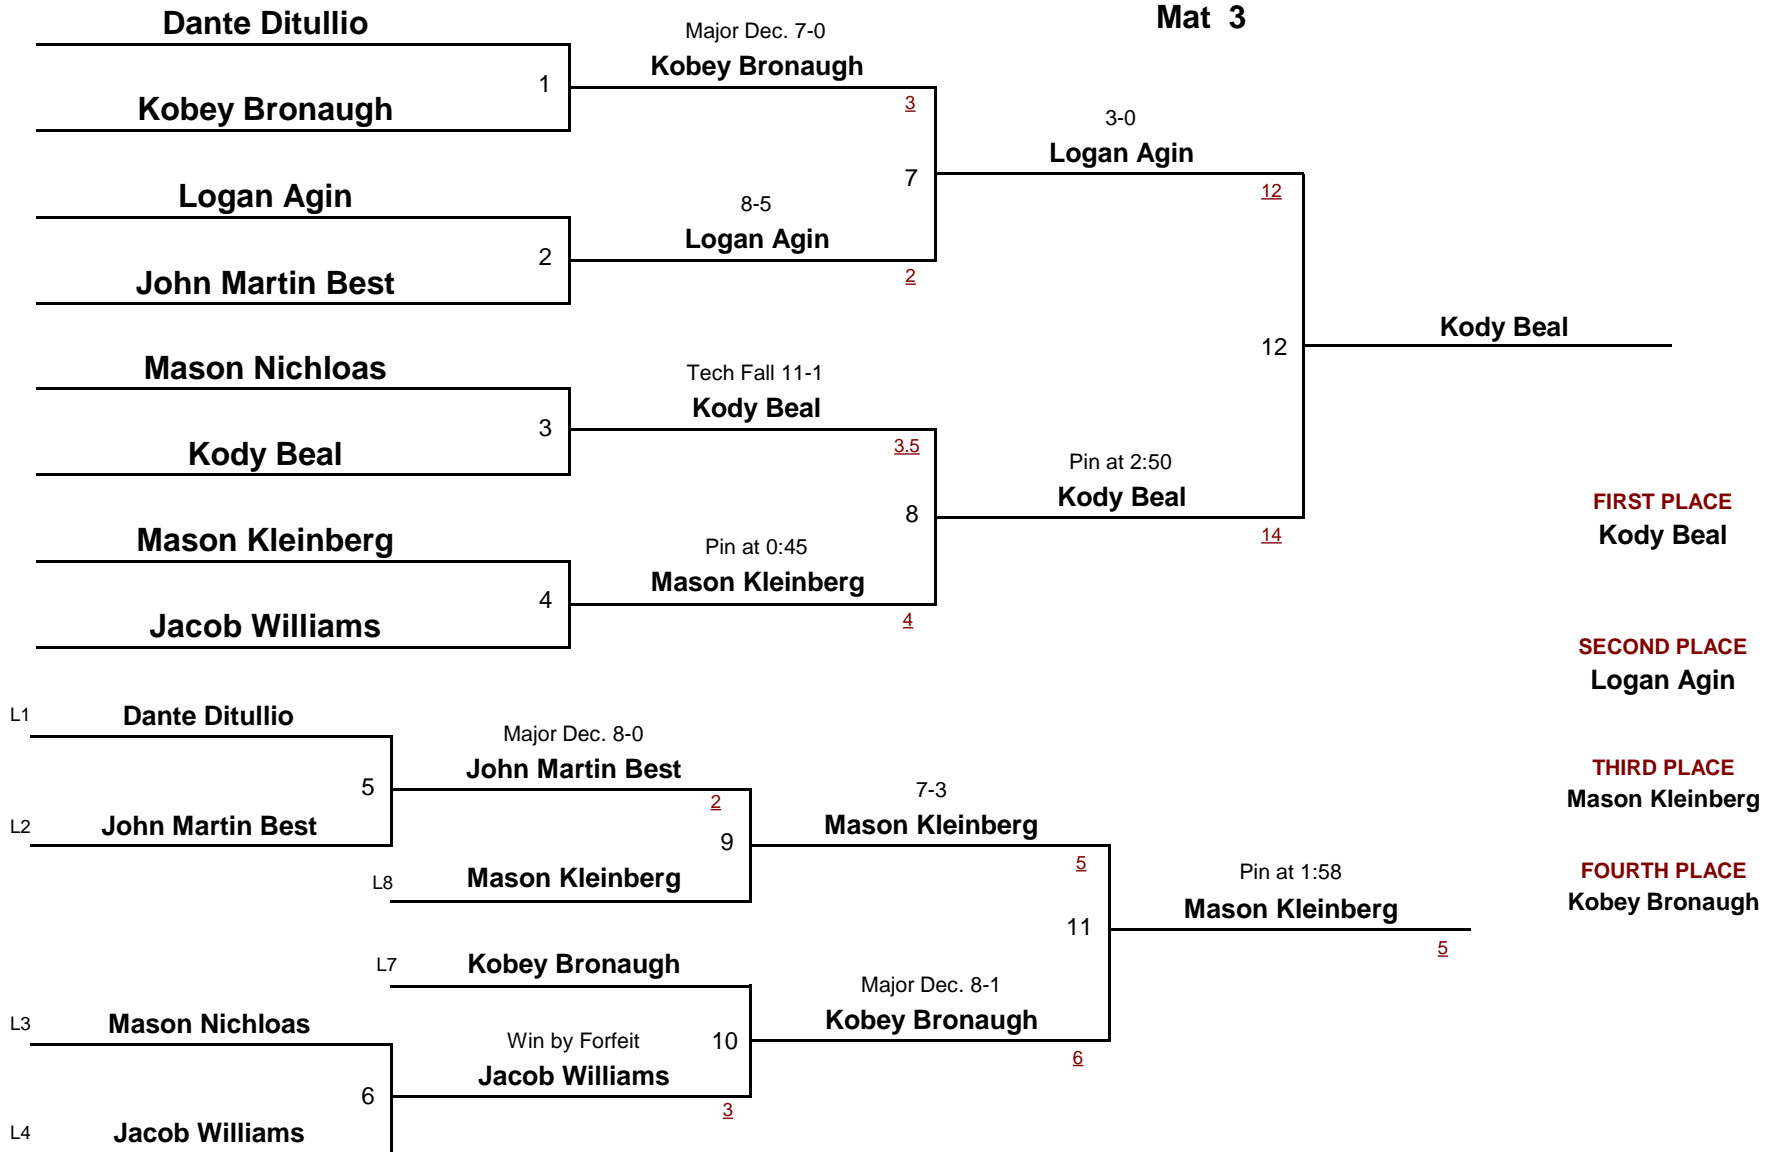 Mat 3
Dante Ditullio
Major Dec. 7-0
Kobey Bronaugh
1
3
Kobey Bronaugh
3-0
Logan Agin
7
12
Logan Agin
8-5
Logan Agin
2
2
John Martin Best
Kody Beal
12
Mason Nichloas
Tech Fall 11-1
Kody Beal
3
3.5
Kody Beal
Pin at 2:50
Kody Beal
8
14
Mason Kleinberg
Pin at 0:45
Mason Kleinberg
4
4
Jacob Williams
FIRST PLACE
Kody Beal
SECOND PLACE
Logan Agin
THIRD PLACE
Mason Kleinberg
FOURTH PLACE
Kobey Bronaugh
L1 Dante Ditullio
Major Dec. 8-0
John Martin Best
5
2
L2 John Martin Best
7-3
Mason Kleinberg
9
5
L8 Mason Kleinberg
Pin at 1:58
Mason Kleinberg
11
5
L7 Kobey Bronaugh
Major Dec. 8-1
Kobey Bronaugh
10
6
L3 Mason Nichloas
Win by Forfeit
Jacob Williams
6
3
L4 Jacob Williams